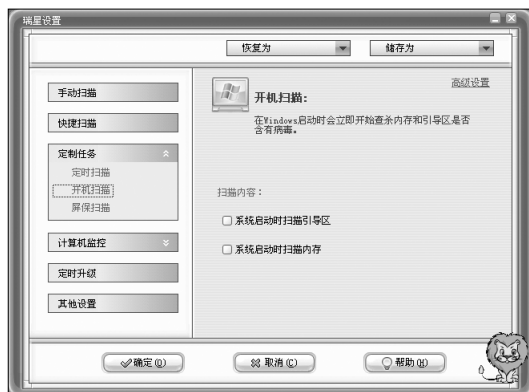 瑞星设置
恢复为
储存为
手动扫描
快捷扫描
定制任务
定时扫描
开机扫描
屏保扫描
计算机监控
定时升级
其他设置
高级设置
开机扫描:
在Windows启动时会立即开始查杀内存和引导区是否
含有病毒。
扫描内容:
系统启动时扫描引导区
系统启动时扫描内存
确定(O)
取消(C)
帮助(H)